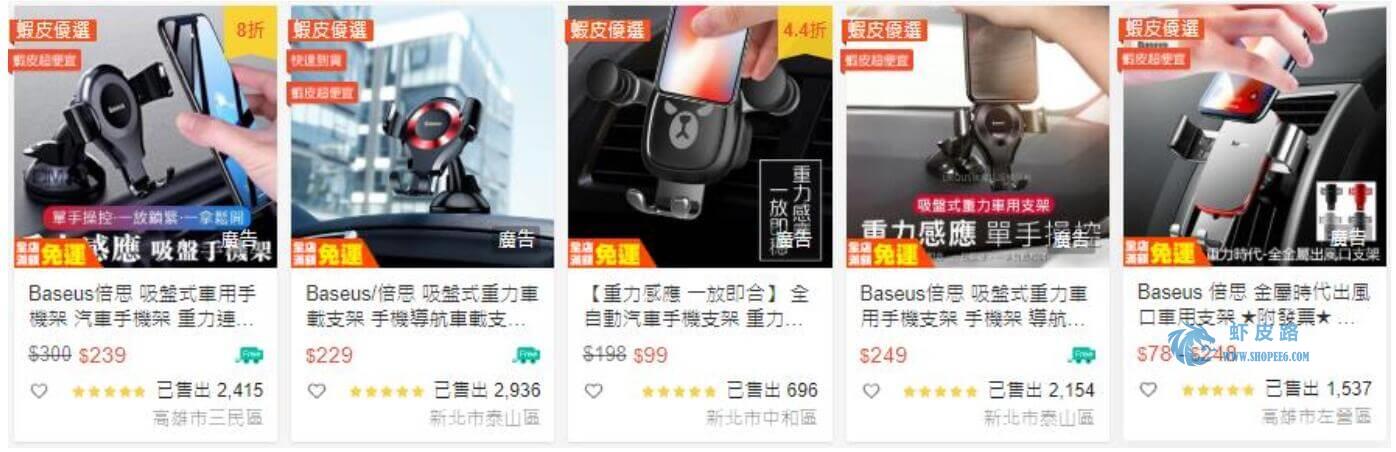 蝦皮優選
8折
蝦皮超便宜
Baseus
單手操控·一放鎖緊·一拿鬆開
感應 吸盤手機架
廣告
全店滿額
免運
Baseus倍思 吸盤式車用手
機架 汽車手機架 重力連...
$300 $239
Free
已售出 2,415
高雄市三民區
蝦皮優選
快速到貨
蝦皮超便宜
廣告
全店滿額
免運
Baseus/倍思 吸盤式重力車
載支架 手機導航車載支...
$229
Free
已售出 2,936
新北市泰山區
蝦皮優選
4.4折
重力感應
一放即穩
廣告
全店滿額
免運
【重力感應 一放即合】 全
自動汽車手機支架 重力...
$198 $99
已售出 696
新北市中和區
蝦皮優選
蝦皮超便宜
吸盤式重力車用支架
重力感應 單手操控
廣告
全店滿額
免運
Baseus倍思 吸盤式重力車
用手機支架 手機架 導航...
$249
Free
已售出 2,154
新北市泰山區
蝦皮優選
Baseus
蝦皮超便宜
廣告
重力時代-全金屬出風口支架
全店滿額
免運
Baseus 倍思 金屬時代出風
口車用支架 ★附發票★ ...
$78 - $248
虾皮路
WWW.SHOPEE6.COM
已售出 1,537
高雄市左營區